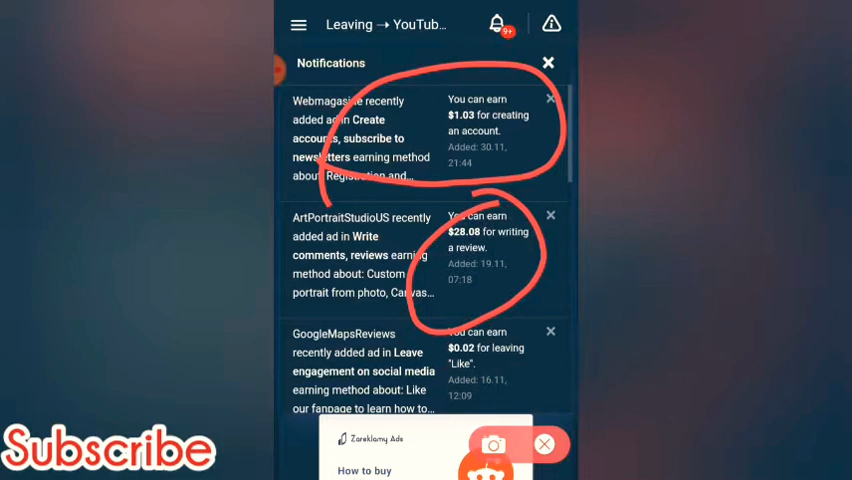 Leaving → YouTub...
9+
Notifications
Webmagasine recently
added ad in Create
accounts, subscribe to
newsletters earning method
about: Registration and...
You can earn
$1.03 for creating
an account.
Added: 30.11,
21:44
ArtPortraitStudioUS recently
added ad in Write
comments, reviews earning
method about: Custom
portrait from photo, Canvas...
You can earn
$28.08 for writing
a review.
Added: 19.11,
07:18
GoogleMapsReviews
recently added ad in Leave
engagement on social media
earning method about: Like
our fanpage to learn how to...
You can earn
$0.02 for leaving
"Like".
Added: 16.11,
12:09
Zareklamy Ads
How to buy
Subscribe